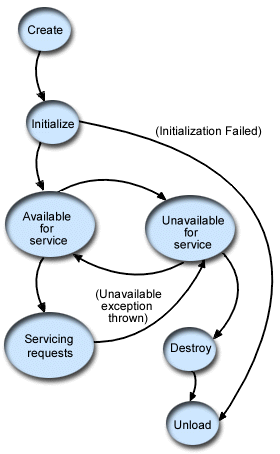 Create
Initialize
(Initialization Failed)
Available
for
service
Unavailable
for
service
(Unavailable
exception
thrown)
Servicing
requests
Destroy
Unload